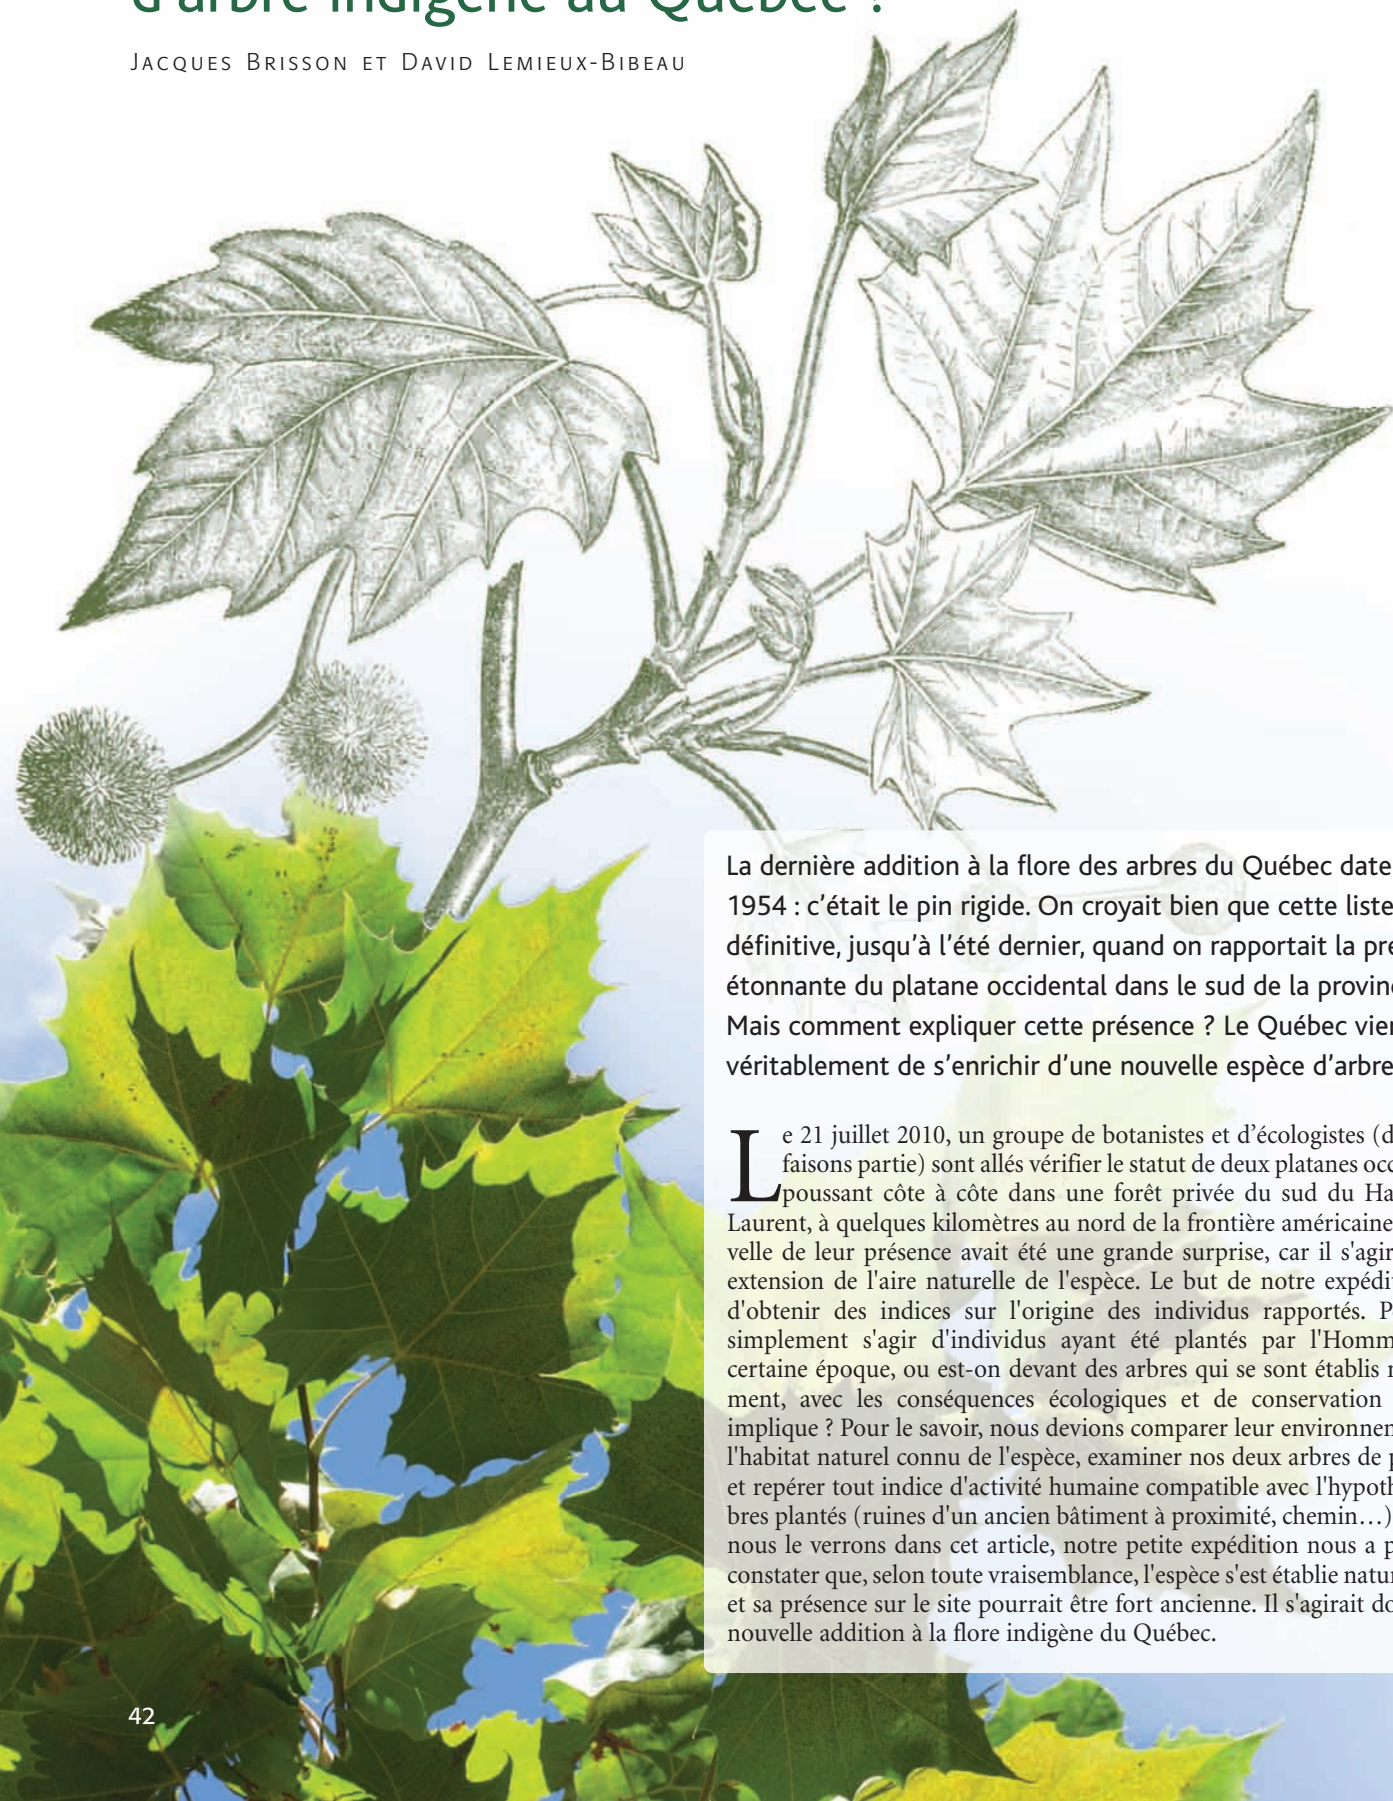 d'arbre indigène au Québec ?
JACQUES BRISSON ET DAVID LEMIEUX-BIBEAU
La dernière addition à la flore des arbres du Québec date
1954 : c'était le pin rigide. On croyait bien que cette liste
définitive, jusqu'à l'été dernier, quand on rapportait la
étonnante du platane occidental dans le sud de la
Mais comment expliquer cette présence ? Le Québec
véritablement de s'enrichir d'une nouvelle espèce d'arbre
Le 21 juillet 2010, un groupe de botanistes et d'écologistes
faisons partie) sont allés vérifier le statut de deux platanes
poussant côte à côte dans une forêt privée du sud du
Laurent, à quelques kilomètres au nord de la frontière américaine
velle de leur présence avait été une grande surprise, car il
extension de l'aire naturelle de l'espèce. Le but de notre
d'obtenir des indices sur l'origine des individus rapportés.
simplement s'agir d'individus ayant été plantés par
certaine époque, ou est-on devant des arbres qui se sont établis
ment, avec les conséquences écologiques et de conservation
implique ? Pour le savoir, nous devions comparer leur
l'habitat naturel connu de l'espèce, examiner nos deux arbres de
et repérer tout indice d'activité humaine compatible avec
bres plantés (ruines d'un ancien bâtiment à proximité, chemin…)
nous le verrons dans cet article, notre petite expédition nous a
constater que, selon toute vraisemblance, l'espèce s'est établie
et sa présence sur le site pourrait être fort ancienne. Il s'agirait
nouvelle addition à la flore indigène du Québec.
42